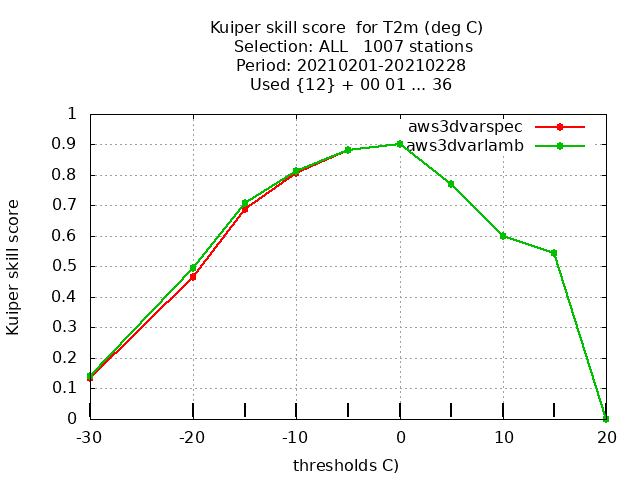 Kuiper skill score for T2m (deg C)
Selection: ALL 1007 stations
Period: 20210201-20210228
Used {12} + 00 01 ... 36
aws3dvarspec
aws3dvarlamb
Kuiper skill score
1
0.9
0.8
0.7
0.6
0.5
0.4
0.3
0.2
0.1
0
-30 -20 -10 0 10 20
thresholds C)